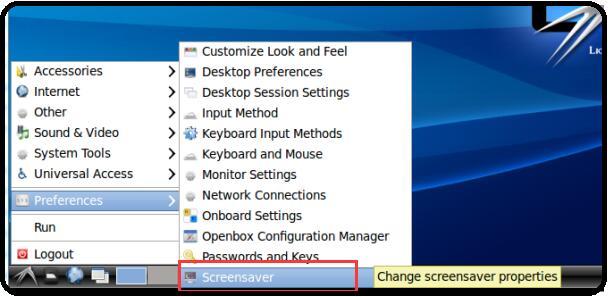 Accessories
Internet
Other
Sound & Video
System Tools
Universal Access
Preferences
Run
Logout
Customize Look and Feel
Desktop Preferences
Desktop Session Settings
Input Method
Keyboard Input Methods
Keyboard and Mouse
Monitor Settings
Network Connections
Onboard Settings
Openbox Configuration Manager
Passwords and Keys
Screensaver
Change screensaver properties